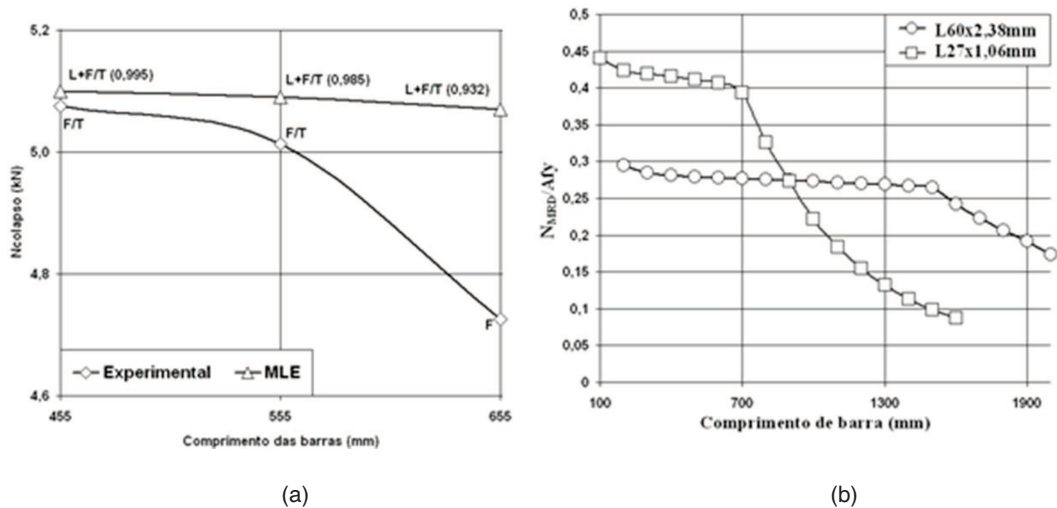 5,2
5,0
4,8
4,6
Ncolapso (kN)
L+F/T (0,995)
L+F/T (0,985)
L+F/T (0,932)
F/T
F/T
F
Experimental
MLE
455
555
655
Comprimento das barras (mm)
(a)
0,5
0,45
0,4
0,35
0,3
0,25
0,2
0,15
0,1
0,05
0
N_MRD/Afy
L60x2,38mm
L27x1,06mm
100
700
1300
1900
Comprimento de barra (mm)
(b)